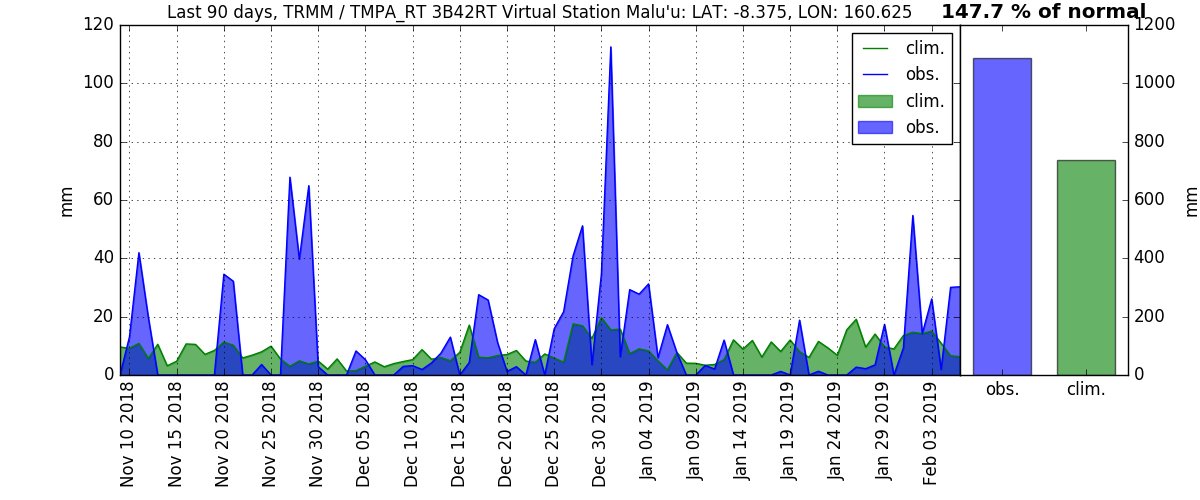 Last 90 days, TRMM / TMPA_RT 3B42RT Virtual Station Malu'u: LAT: -8.375, LON: 160.625
147.7 % of normal
120
100
80
60
40
20
0
mm
clim.
obs.
clim.
obs.
Nov 10 2018
Nov 15 2018
Nov 20 2018
Nov 25 2018
Nov 30 2018
Dec 05 2018
Dec 10 2018
Dec 15 2018
Dec 20 2018
Dec 25 2018
Dec 30 2018
Jan 04 2019
Jan 09 2019
Jan 14 2019
Jan 19 2019
Jan 24 2019
Jan 29 2019
Feb 03 2019
1200
1000
800
600
400
200
0
mm
obs.
clim.